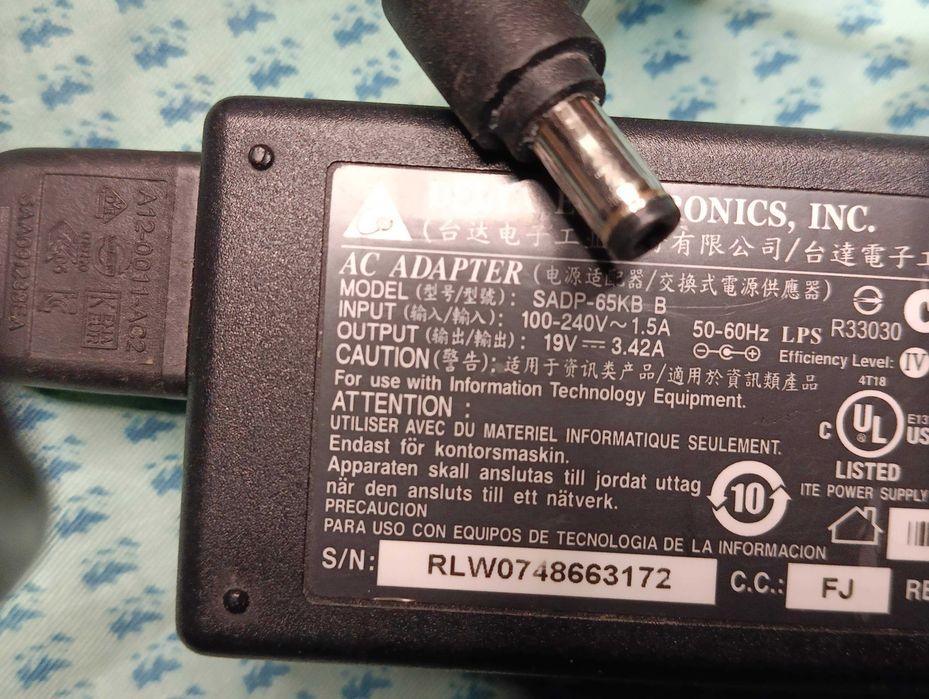 RONICS, INC.
(台达电子工业 有限公司/台達電子工
AC ADAPTER (电源适配器/交換式電源供應器)
MODEL (型号/型號): SADP-65KB B
INPUT (输入/輸入): 100-240V~1.5A 50-60Hz LPS R33030
OUTPUT (输出/輸出): 19V 3.42A Efficiency Level: IV
CAUTION(警告): 适用于资讯类产品/適用於資訊類產品
For use with Information Technology Equipment.
4T18
ATTENTION :
UTILISER AVEC DU MATERIEL INFORMATIQUE SEULEMENT.
C UL US
LISTED
Endast för kontorsmaskin.
Apparaten skall anslutas till jordat uttag
när den ansluts till ett nätverk.
10
ITE POWER SUPPLY
PRECAUCION
PARA USO CON EQUIPOS DE TECNOLOGIA DE LA INFORMACION
S/N: RLW0748663172 C.C.: FJ
A12-0011-A02